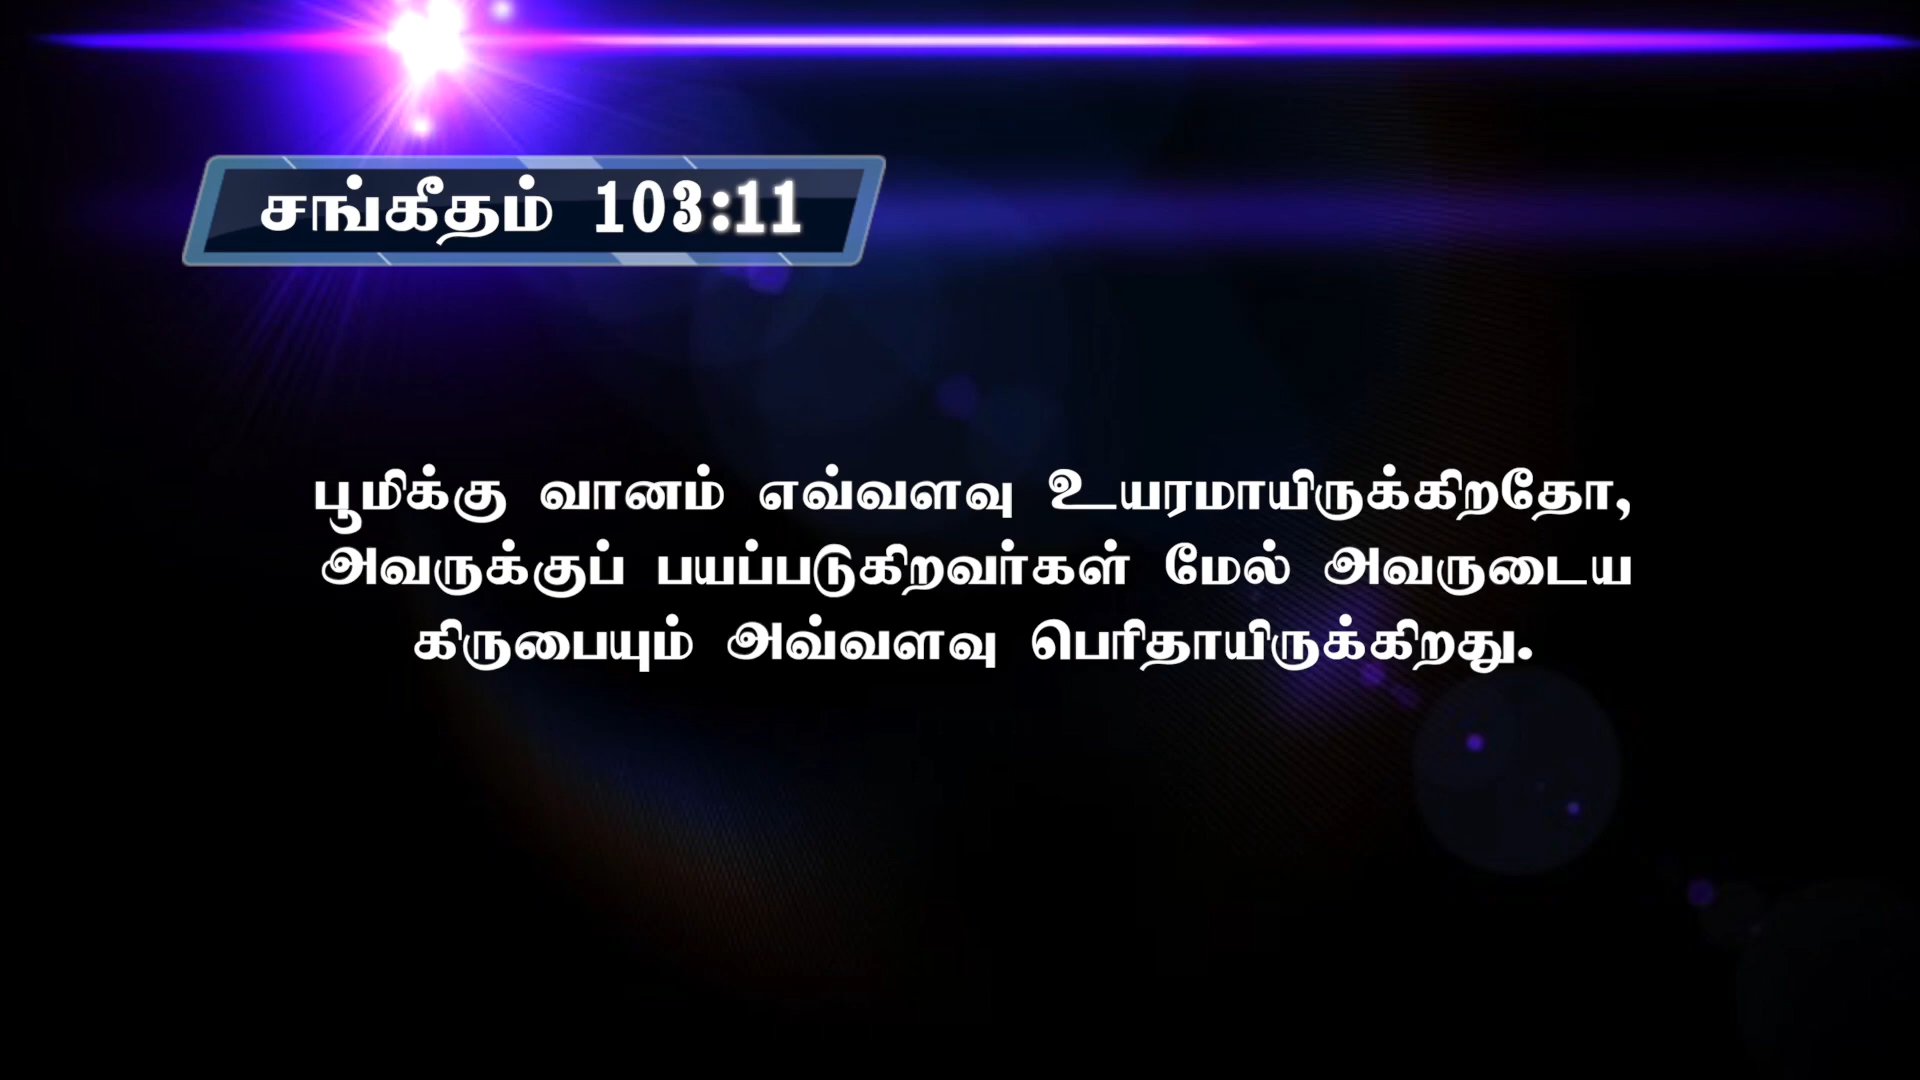 சங்கீதம் 103:11
பூமிக்கு வானம் எவ்வளவு உயரமாயிருக்கிறதோ,
அவருக்குப் பயப்படுகிறவர்கள் மேல் அவருடைய
கிருபையும் அவ்வளவு பெரிதாயிருக்கிறது.